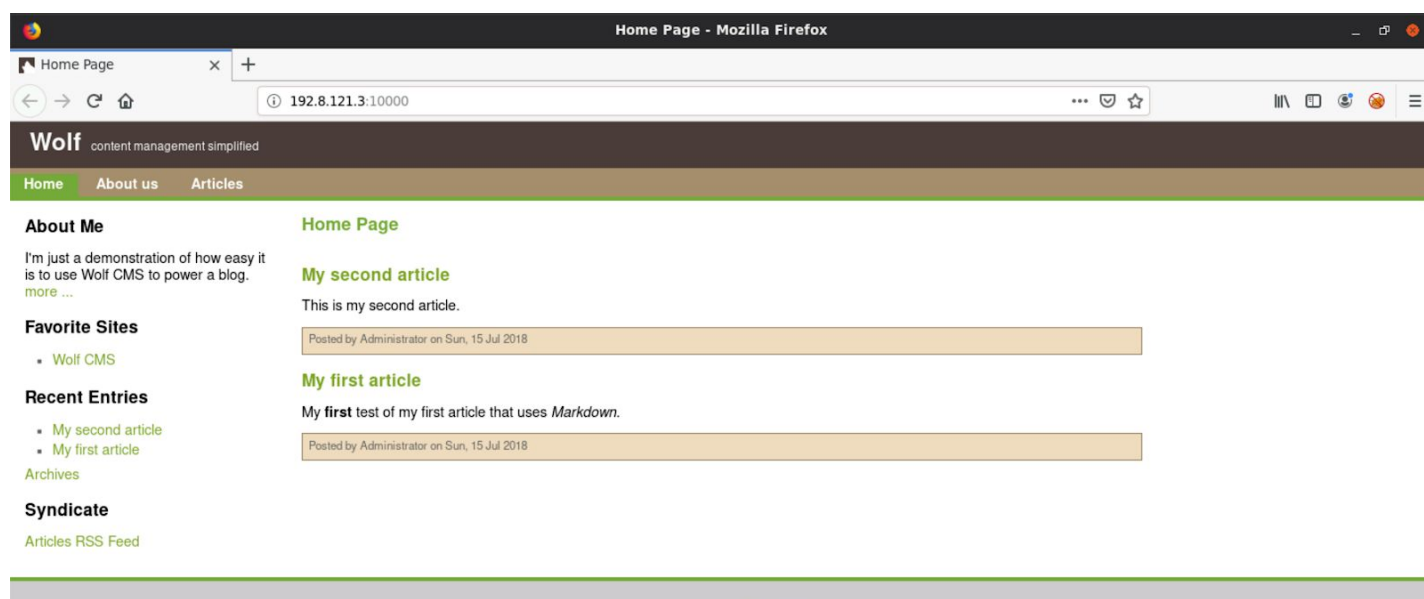 Home Page - Mozilla Firefox
Home Page
192.8.121.3:10000
Wolf content management simplified
Home About us Articles
About Me
I'm just a demonstration of how easy it
is to use Wolf CMS to power a blog.
more ...
Favorite Sites
Wolf CMS
Recent Entries
My second article
My first article
Archives
Syndicate
Articles RSS Feed
Home Page
My second article
This is my second article.
Posted by Administrator on Sun, 15 Jul 2018
My first article
My first test of my first article that uses Markdown.
Posted by Administrator on Sun, 15 Jul 2018